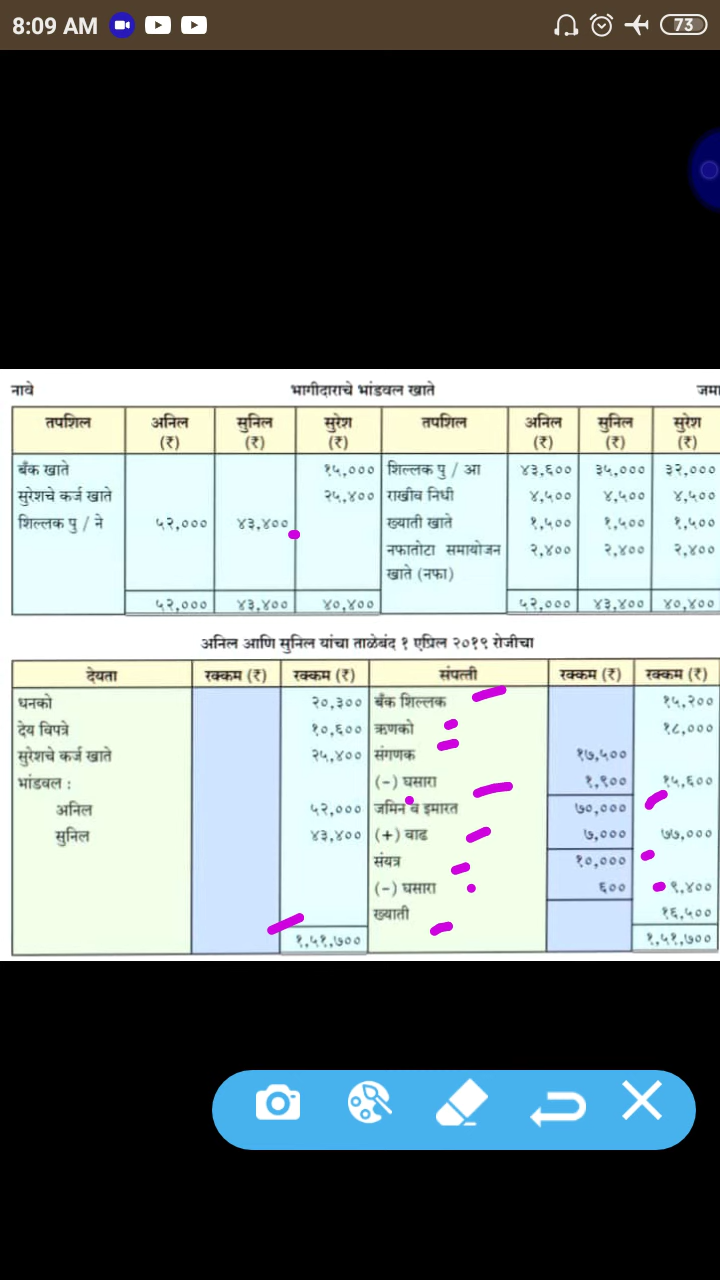 8:09 AM 73
नावे भागीदाराचे भांडवल खाते जमा
तपशिल अनिल (₹) सुनिल (₹) सुरेश (₹) तपशिल अनिल (₹) सुनिल (₹) सुरेश (₹)
बँक खाते १५,००० शिल्लक पु / आ ४३,६०० ३५,००० ३२,०००
सुरेशचे कर्ज खाते २५,४०० राखीव निधी ४,५०० ४,५०० ४,५००
शिल्लक पु / ने ५२,००० ४३,४०० ख्याती खाते १,५०० १,५०० १,५००
नफातोटा समायोजन २,४०० २,४०० २,४००
खाते (नफा)
५२,००० ४३,४०० ४०,४०० ५२,००० ४३,४०० ४०,४००
अनिल आणि सुनिल यांचा ताळेबंद १ एप्रिल २०१९ रोजीचा
देयता रक्कम (₹) रक्कम (₹) संपत्ती रक्कम (₹) रक्कम (₹)
धनको २०,३०० बँक शिल्लक १५,२००
देय विपत्रे १०,६०० ऋणको १८,०००
सुरेशचे कर्ज खाते २५,४०० संगणक १७,५००
भांडवल : (-) घसारा १,९०० १५,६००
अनिल ५२,००० जमिन व इमारत ७०,०००
सुनिल ४३,४०० (+) वाढ ७,००० ७७,०००
संयत्र १०,०००
(-) घसारा ६०० ९,४००
ख्याती १६,५००
१,५१,७०० १,५१,७००